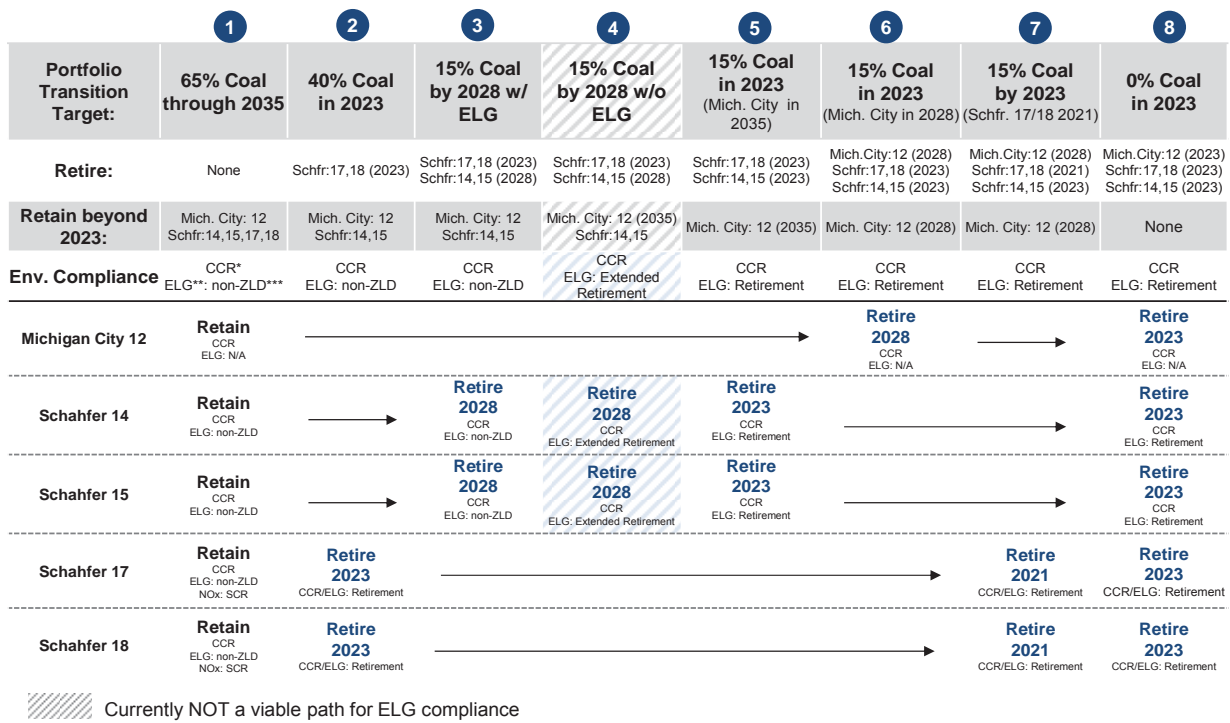 1 2 3 4 5 6 7 8
Portfolio Transition Target:
65% Coal through 2035
40% Coal in 2023
15% Coal by 2028 w/ ELG
15% Coal by 2028 w/o ELG
15% Coal in 2023 (Mich. City in 2035)
15% Coal in 2023 (Mich. City in 2028)
15% Coal by 2023 (Schfr. 17/18 2021)
0% Coal in 2023
Retire:
None
Schfr:17,18 (2023)
Schfr:17,18 (2023)
Schfr:14,15 (2028)
Schfr:17,18 (2023)
Schfr:14,15 (2028)
Schfr:17,18 (2023)
Schfr:14,15 (2023)
Mich.City:12 (2028)
Schfr:17,18 (2023)
Schfr:14,15 (2023)
Mich.City:12 (2028)
Schfr:17,18 (2021)
Schfr:14,15 (2023)
Mich.City:12 (2023)
Schfr:17,18 (2023)
Schfr:14,15 (2023)
Retain beyond 2023:
Mich. City: 12
Schfr:14,15,17,18
Mich. City: 12
Schfr:14,15
Mich. City: 12
Schfr:14,15
Mich. City: 12 (2035)
Schfr:14,15
Mich. City: 12 (2035)
Mich. City: 12 (2028)
Mich. City: 12 (2028)
None
Env. Compliance
CCR*
ELG**: non-ZLD***
CCR
ELG: non-ZLD
CCR
ELG: non-ZLD
CCR
ELG: Extended
Retirement
CCR
ELG: Retirement
CCR
ELG: Retirement
CCR
ELG: Retirement
CCR
ELG: Retirement
Michigan City 12
Retain
CCR
ELG: N/A
Retire
2028
CCR
ELG: N/A
Retire
2023
CCR
ELG: N/A
Schahfer 14
Retain
CCR
ELG: non-ZLD
Retire
2028
CCR
ELG: non-ZLD
Retire
2028
CCR
ELG: Extended Retirement
Retire
2023
CCR
ELG: Retirement
Retire
2023
CCR
ELG: Retirement
Schahfer 15
Retain
CCR
ELG: non-ZLD
Retire
2028
CCR
ELG: non-ZLD
Retire
2028
CCR
ELG: Extended Retirement
Retire
2023
CCR
ELG: Retirement
Retire
2023
CCR
ELG: Retirement
Schahfer 17
Retain
CCR
ELG: non-ZLD
NOx: SCR
Retire
2023
CCR/ELG: Retirement
Retire
2021
CCR/ELG: Retirement
Retire
2023
CCR/ELG: Retirement
Schahfer 18
Retain
CCR
ELG: non-ZLD
NOx: SCR
Retire
2023
CCR/ELG: Retirement
Retire
2021
CCR/ELG: Retirement
Retire
2023
CCR/ELG: Retirement
Currently NOT a viable path for ELG compliance